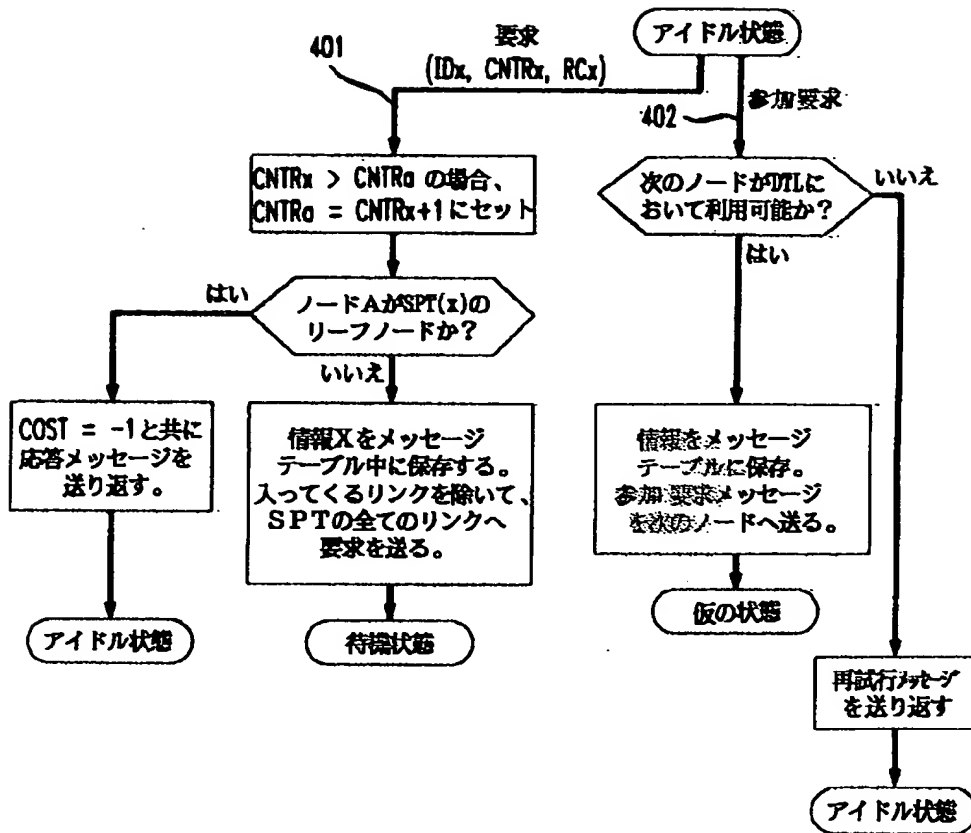 アイドル状態
401
要求
(IDx, CNTRx, RCx)
402
参加要求
CNTRx > CNTRa の場合、
CNTRa = CNTRx+1にセット
次のノードがDTLに
おいて利用可能か?
いいえ
はい
はい
ノードAがSPT(x)の
リーフノードか?
いいえ
COST = -1と共に
応答メッセージを
送り返す。
情報Xをメッセージ
テーブル中に保存する。
入ってくるリンクを除いて、
SPTの全てのリンクへ
要求を送る。
情報をメッセージ
テーブルに保存。
参加要求メッセージ
を次のノードへ送る。
アイドル状態
待機状態
仮の状態
再試行メッセージ
を送り返す
アイドル状態